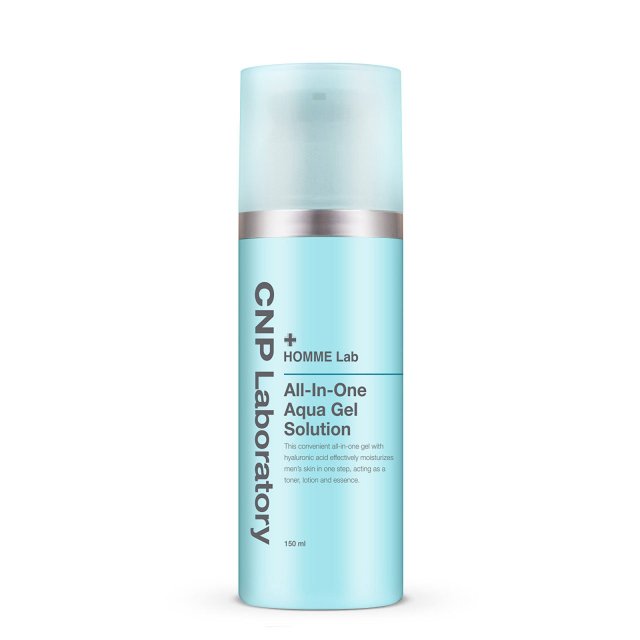 CNP Laboratory
+
HOMME Lab
All-In-One
Aqua Gel
Solution
This convenient all-in-one gel with
hyaluronic acid effectively moisturizes
men's skin in one step, acting as a
toner, lotion and essence.
150 ml